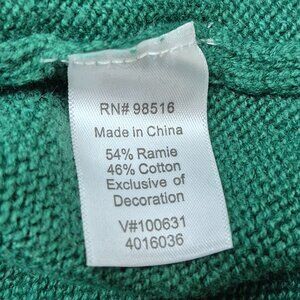 RN# 98516
Made in China
54% Ramie
46% Cotton
Exclusive of
Decoration
V#100631
4016036